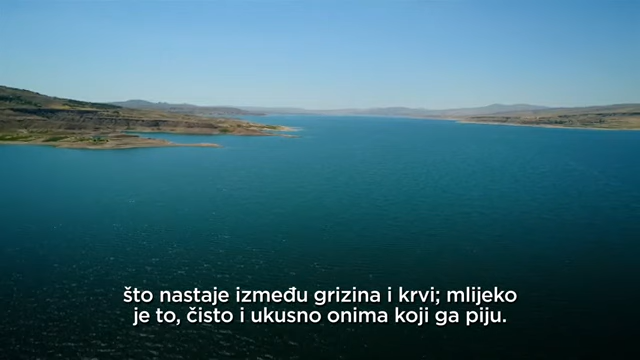 što nastaje između grizina i krvi; mlijeko
je to, čisto i ukusno onima koji ga piju.